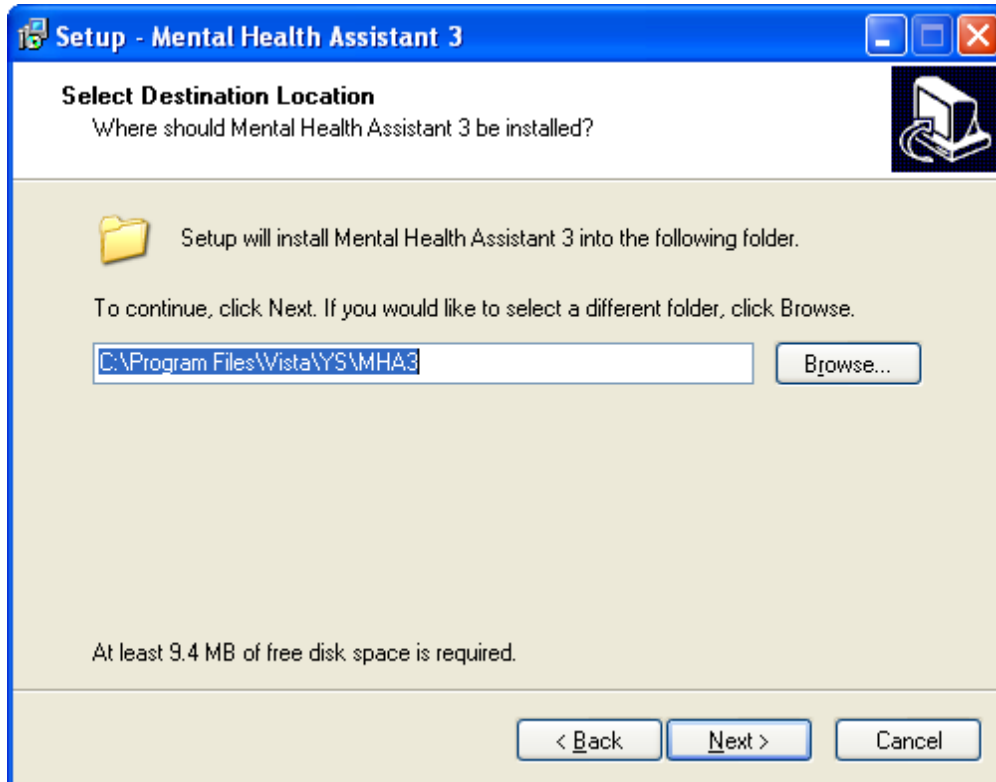 Setup - Mental Health Assistant 3
Select Destination Location
Where should Mental Health Assistant 3 be installed?
Setup will install Mental Health Assistant 3 into the following folder.
To continue, click Next. If you would like to select a different folder, click Browse.
C:\Program Files\Vista\YS\MHA3
Browse...
At least 9.4 MB of free disk space is required.
< Back Next > Cancel